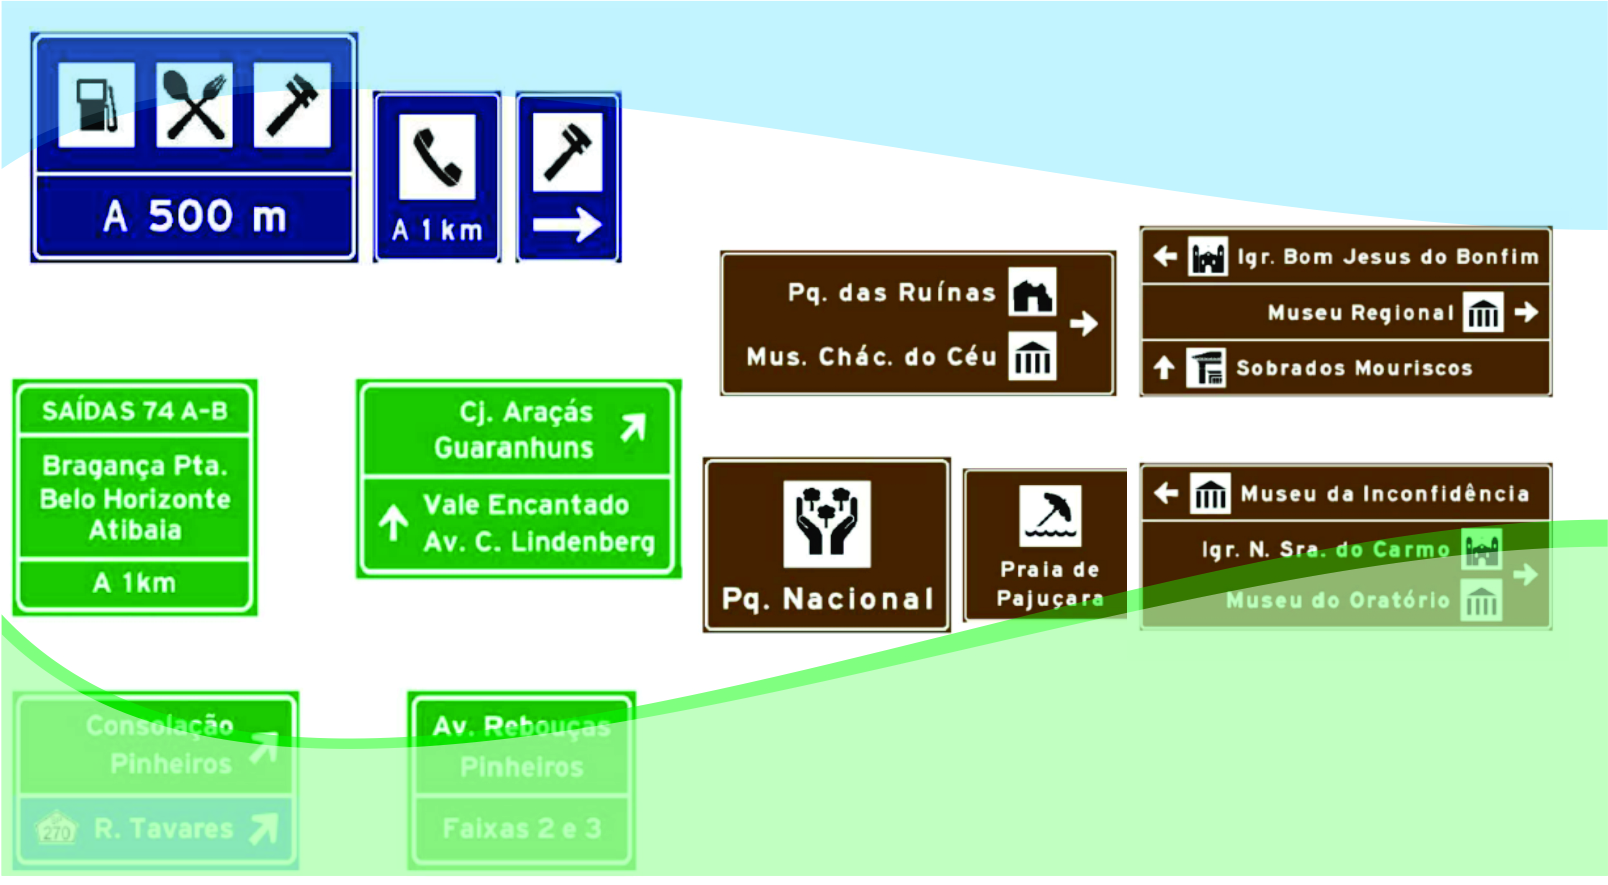 A 500 m
A 1 km
Pq. das Ruínas
Mus. Chác. do Céu
Igr. Bom Jesus do Bonfim
Museu Regional
Sobrados Mouriscos
SAÍDAS 74 A-B
Bragança Pta.
Belo Horizonte
Atibaia
A 1km
Cj. Araçás
Guaranhuns
Vale Encantado
Av. C. Lindenberg
Pq. Nacional
Praia de
Pajuçara
Museu da Inconfidência
Igr. N. Sra. do Carmo
Museu do Oratório
Consolação
Pinheiros
270 R. Tavares
Av. Rebouças
Pinheiros
Faixas 2 e 3